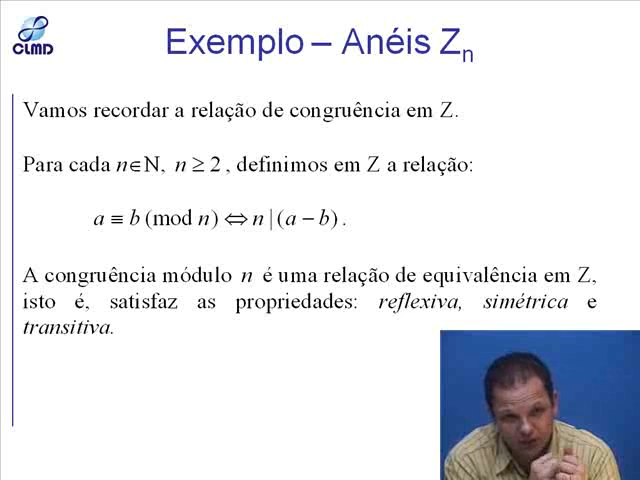 CLMD
Exemplo – Anéis Zn
Vamos recordar a relação de congruência em Z.
Para cada n∈N, n ≥ 2 , definimos em Z a relação:
a ≡ b (mod n) ⇔ n | (a − b) .
A congruência módulo n é uma relação de equivalência em Z,
isto é, satisfaz as propriedades: reflexiva, simétrica e
transitiva.